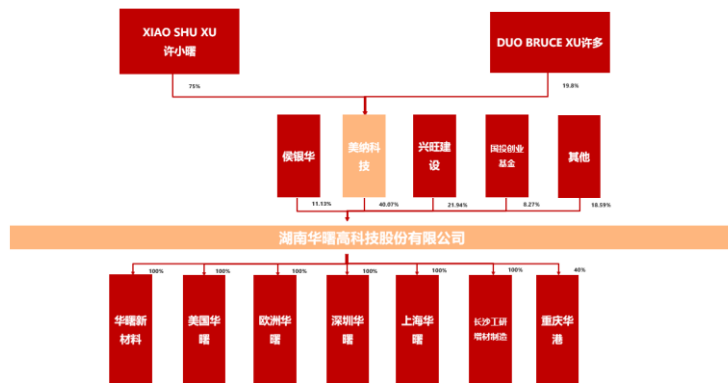 XIAO SHU XU
许小曙
DUO BRUCE XU许多
75%
19.8%
侯银华
美纳科
技
兴旺建
设
国投创业
基金
其他
11.13%
40.07%
21.94%
8.27%
18.59%
湖南华曙高科技股份有限公司
100%
100%
100%
100%
100%
100%
40%
华曙新
材料
美国华
曙
欧洲华
曙
深圳华
曙
上海华
曙
长沙工研
增材制造
重庆华
港